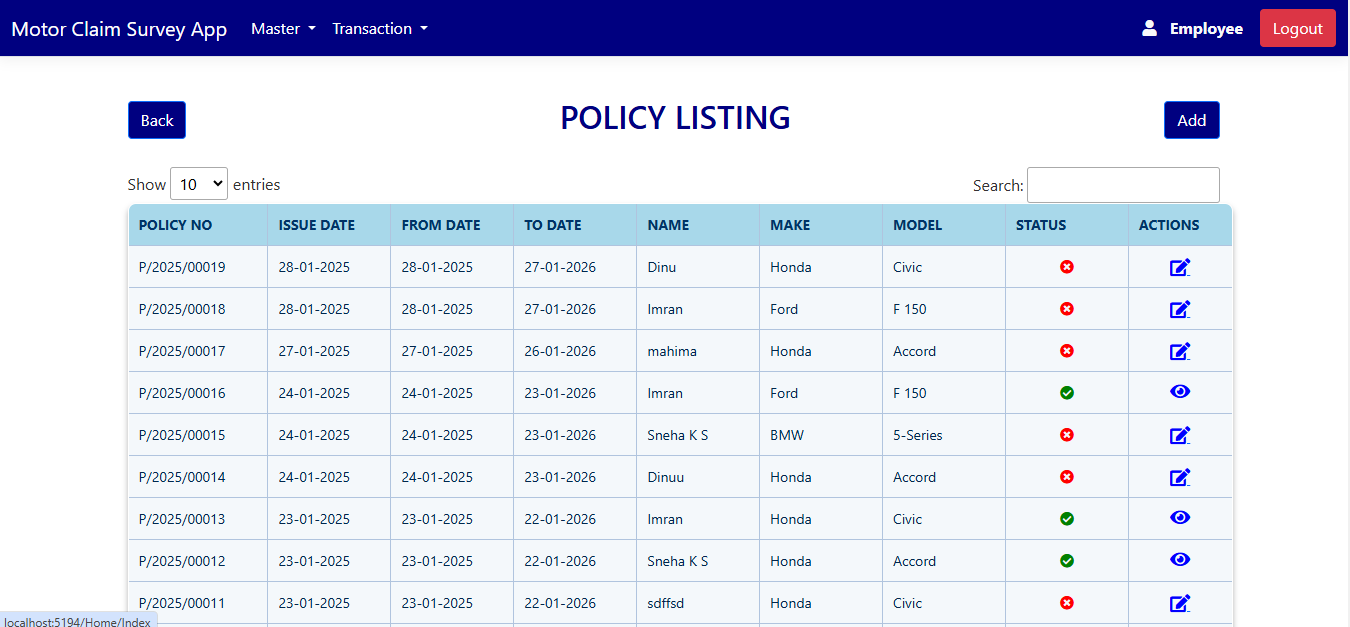 Motor Claim Survey App Master Transaction Employee Logout
Back POLICY LISTING Add
Show 10 entries Search:
POLICY NO ISSUE DATE FROM DATE TO DATE NAME MAKE MODEL STATUS ACTIONS
P/2025/00019 28-01-2025 28-01-2025 27-01-2026 Dinu Honda Civic
P/2025/00018 28-01-2025 28-01-2025 27-01-2026 Imran Ford F 150
P/2025/00017 27-01-2025 27-01-2025 26-01-2026 mahima Honda Accord
P/2025/00016 24-01-2025 24-01-2025 23-01-2026 Imran Ford F 150
P/2025/00015 24-01-2025 24-01-2025 23-01-2026 Sneha K S BMW 5-Series
P/2025/00014 24-01-2025 24-01-2025 23-01-2026 Dinuu Honda Accord
P/2025/00013 23-01-2025 23-01-2025 22-01-2026 Imran Honda Civic
P/2025/00012 23-01-2025 23-01-2025 22-01-2026 Sneha K S Honda Accord
P/2025/00011 23-01-2025 23-01-2025 22-01-2026 sdffsd Honda Civic
localhost:5194/Home/Index